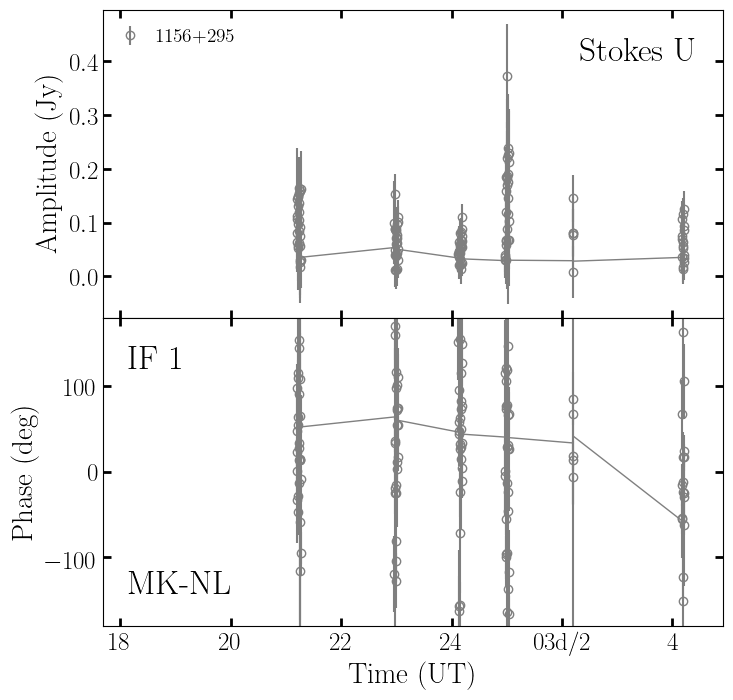 1156+295
Stokes U
Amplitude (Jy)
0.4
0.3
0.2
0.1
0.0
IF 1
MK-NL
Phase (deg)
100
0
−100
18 20 22 24 03d/2 4
Time (UT)